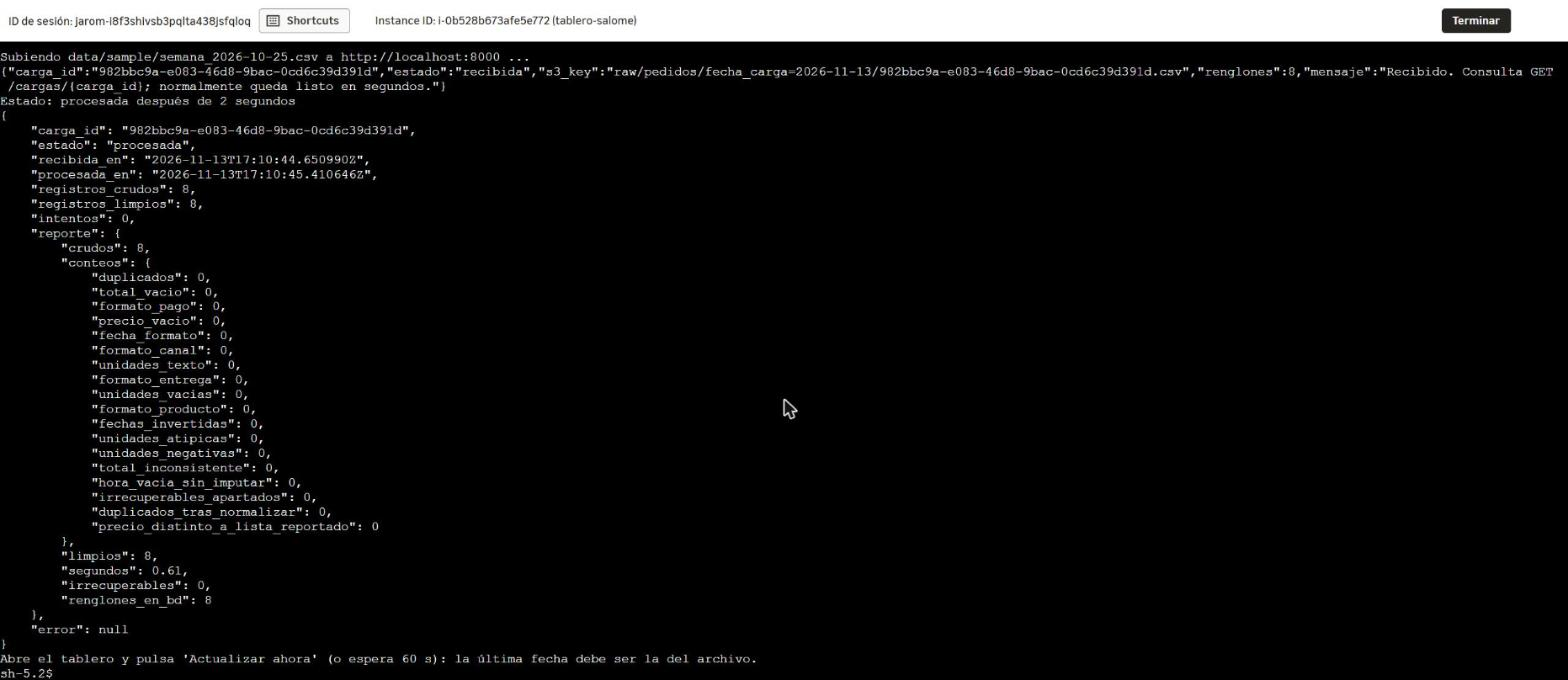 ID de sesión: jarom-i8f3shlvsb3pqlta438jsfqloq Shortcuts Instance ID: i-0b528b673afe5e772 (tablero-salome) Terminar
Subiendo data/sample/semana_2026-10-25.csv a http://localhost:8000 ...
{"carga_id":"982bbc9a-e083-46d8-9bac-0cd6c39d391d","estado":"recibida","s3_key":"raw/pedidos/fecha_carga=2026-11-13/982bbc9a-e083-46d8-9bac-0cd6c39d391d.csv","renglones":8,"mensaje":"Recibido. Consulta GET
/cargas/{carga_id}; normalmente queda listo en segundos."}
Estado: procesada después de 2 segundos
{
    "carga_id": "982bbc9a-e083-46d8-9bac-0cd6c39d391d",
    "estado": "procesada",
    "recibida_en": "2026-11-13T17:10:44.650990Z",
    "procesada_en": "2026-11-13T17:10:45.410646Z",
    "registros_crudos": 8,
    "registros_limpios": 8,
    "intentos": 0,
    "reporte": {
        "crudos": 8,
        "conteos": {
            "duplicados": 0,
            "total_vacio": 0,
            "formato_pago": 0,
            "precio_vacio": 0,
            "fecha_formato": 0,
            "formato_canal": 0,
            "unidades_texto": 0,
            "formato_entrega": 0,
            "unidades_vacias": 0,
            "formato_producto": 0,
            "fechas_invertidas": 0,
            "unidades_atipicas": 0,
            "unidades_negativas": 0,
            "total_inconsistente": 0,
            "hora_vacia_sin_imputar": 0,
            "irrecuperables_apartados": 0,
            "duplicados_tras_normalizar": 0,
            "precio_distinto_a_lista_reportado": 0
        },
        "limpios": 8,
        "segundos": 0.61,
        "irrecuperables": 0,
        "renglones_en_bd": 8
    },
    "error": null
}
Abre el tablero y pulsa 'Actualizar ahora' (o espera 60 s): la última fecha debe ser la del archivo.
sh-5.2$